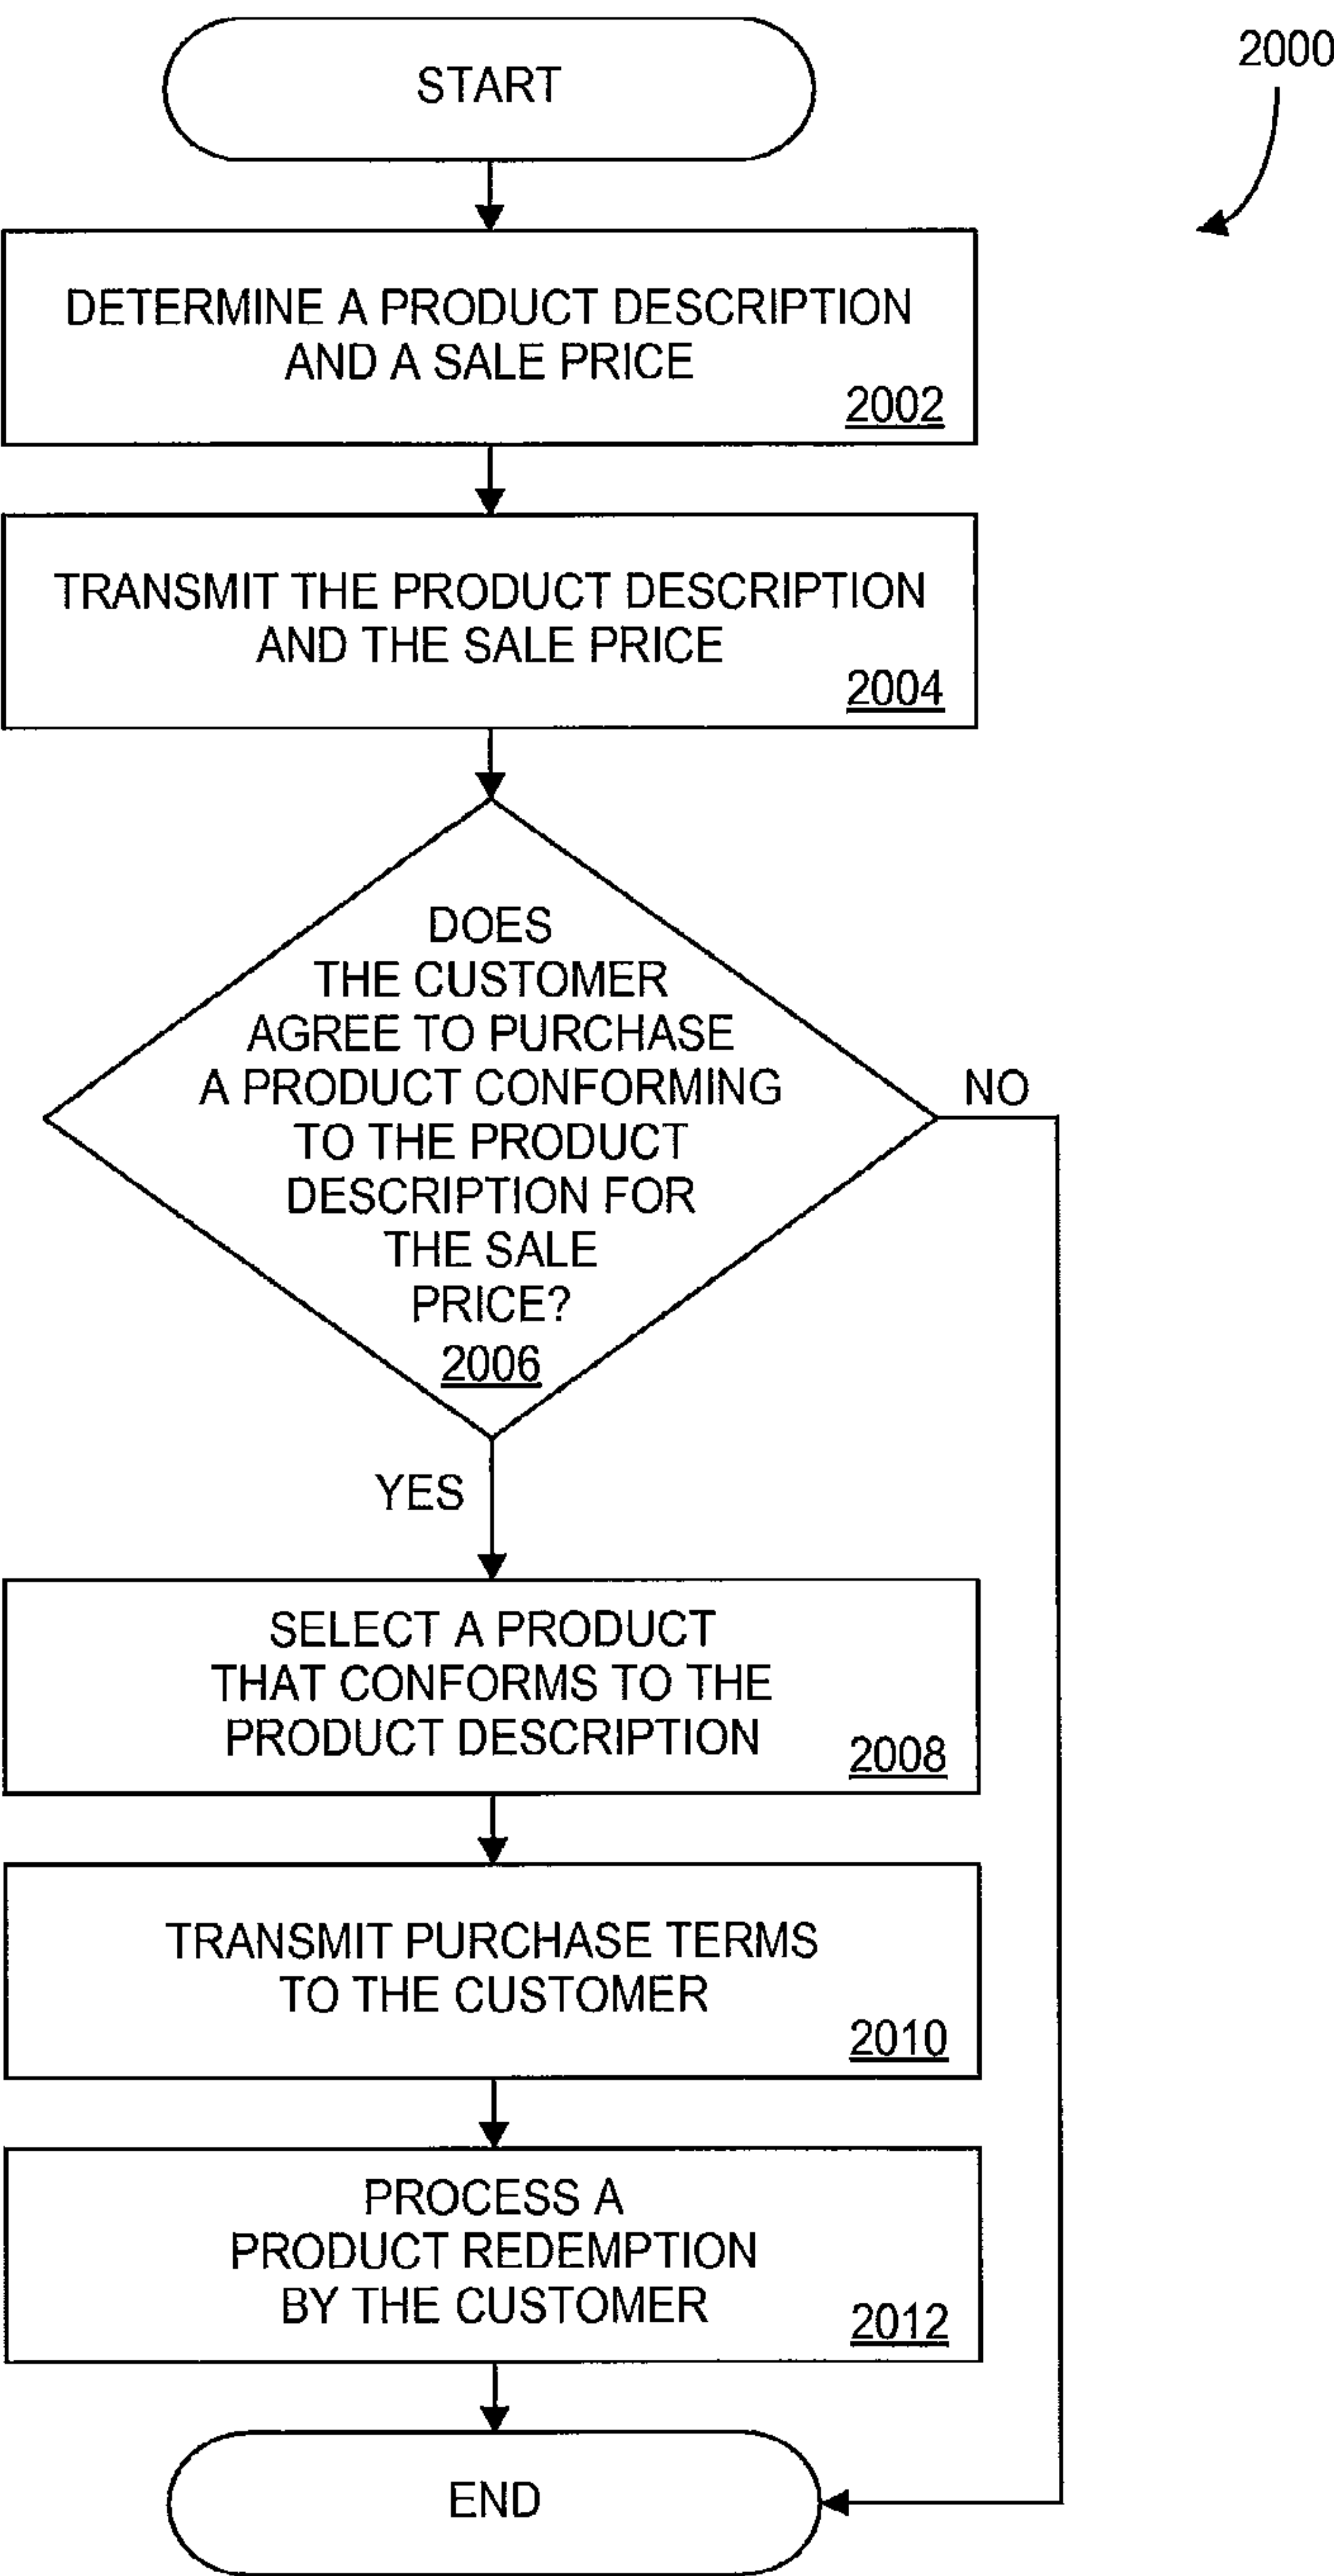 2000
START
DETERMINE A PRODUCT DESCRIPTION
AND A SALE PRICE
2002
TRANSMIT THE PRODUCT DESCRIPTION
AND THE SALE PRICE
2004
DOES
THE CUSTOMER
AGREE TO PURCHASE
A PRODUCT CONFORMING
TO THE PRODUCT
DESCRIPTION FOR
THE SALE
PRICE?
2006
NO
YES
SELECT A PRODUCT
THAT CONFORMS TO THE
PRODUCT DESCRIPTION
2008
TRANSMIT PURCHASE TERMS
TO THE CUSTOMER
2010
PROCESS A
PRODUCT REDEMPTION
BY THE CUSTOMER
2012
END